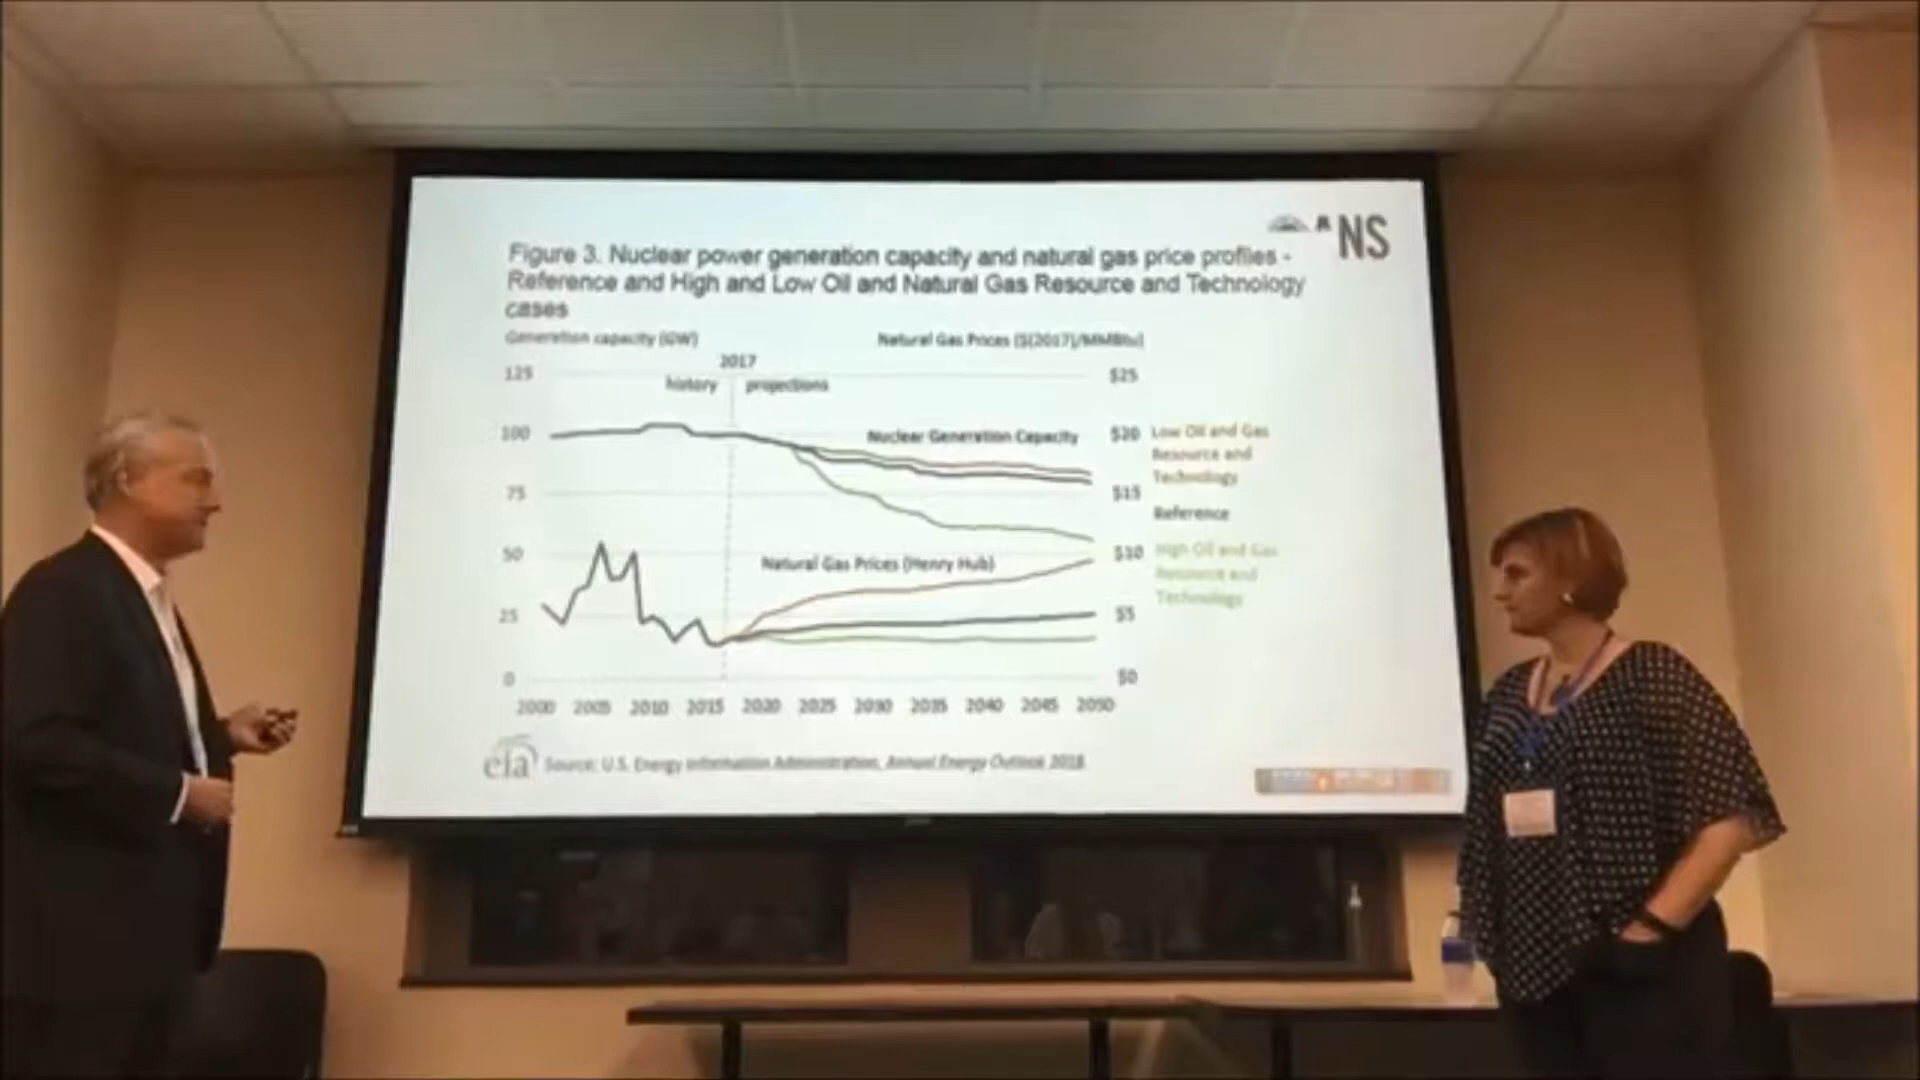 NS
Figure 3. Nuclear power generation capacity and natural gas price profiles -
Reference and High and Low Oil and Natural Gas Resource and Technology
cases
Generation capacity (GW)
Natural Gas Prices ($(2017)/MMBtu)
2017
history
projections
125
100
75
50
25
0
$25
$20
$15
$10
$5
$0
Nuclear Generation Capacity
Natural Gas Prices (Henry Hub)
Low Oil and Gas
Resource and
Technology
Reference
High Oil and Gas
Resource and
Technology
2000 2005 2010 2015 2020 2025 2030 2035 2040 2045 2050
eia
Source: U.S. Energy Information Administration, Annual Energy Outlook 2018